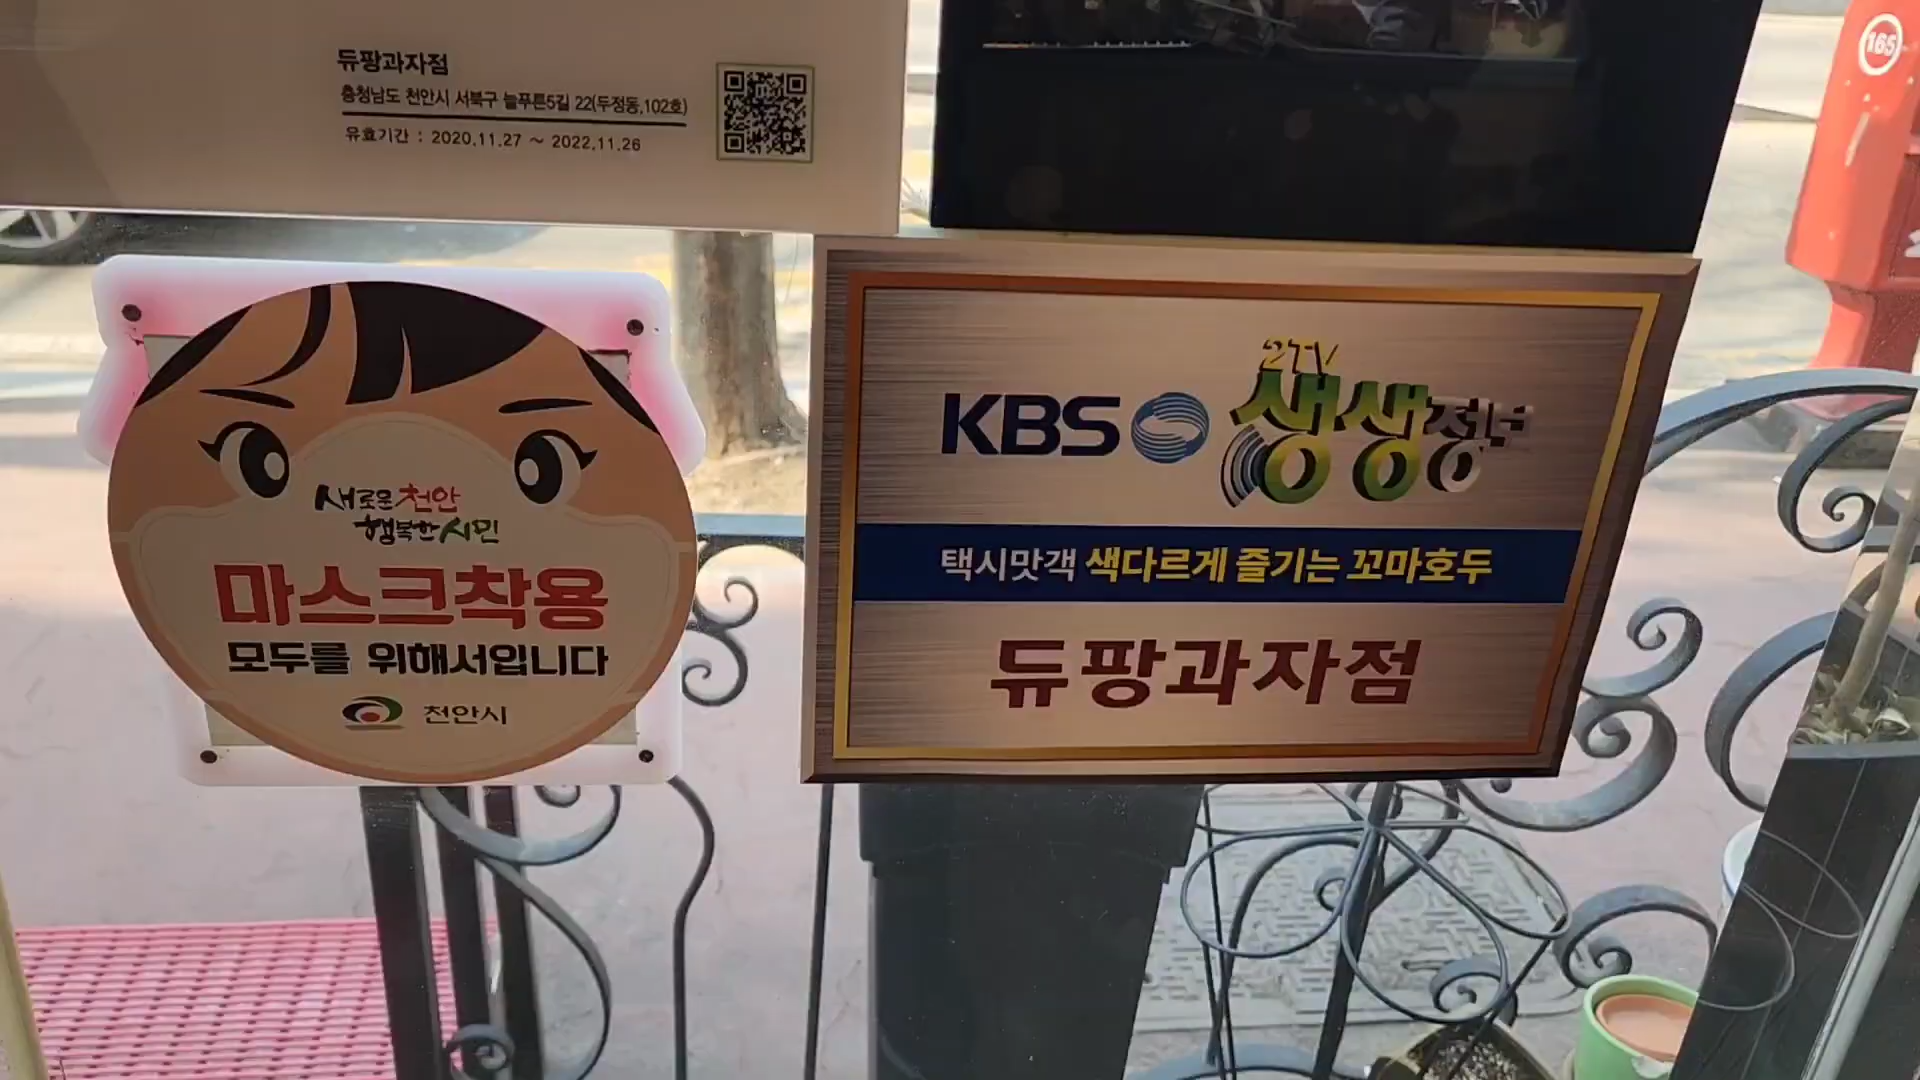 듀팡과자점
충청남도 천안시 서북구 늘푸른5길 22(두정동,102호)
유효기간 : 2020.11.27 ~ 2022.11.26
165
새로운 천안
행복한 시민
마스크착용
모두를 위해서입니다
천안시
2TV
KBS 생생정보
택시맛객 색다르게 즐기는 꼬마호두
듀팡과자점